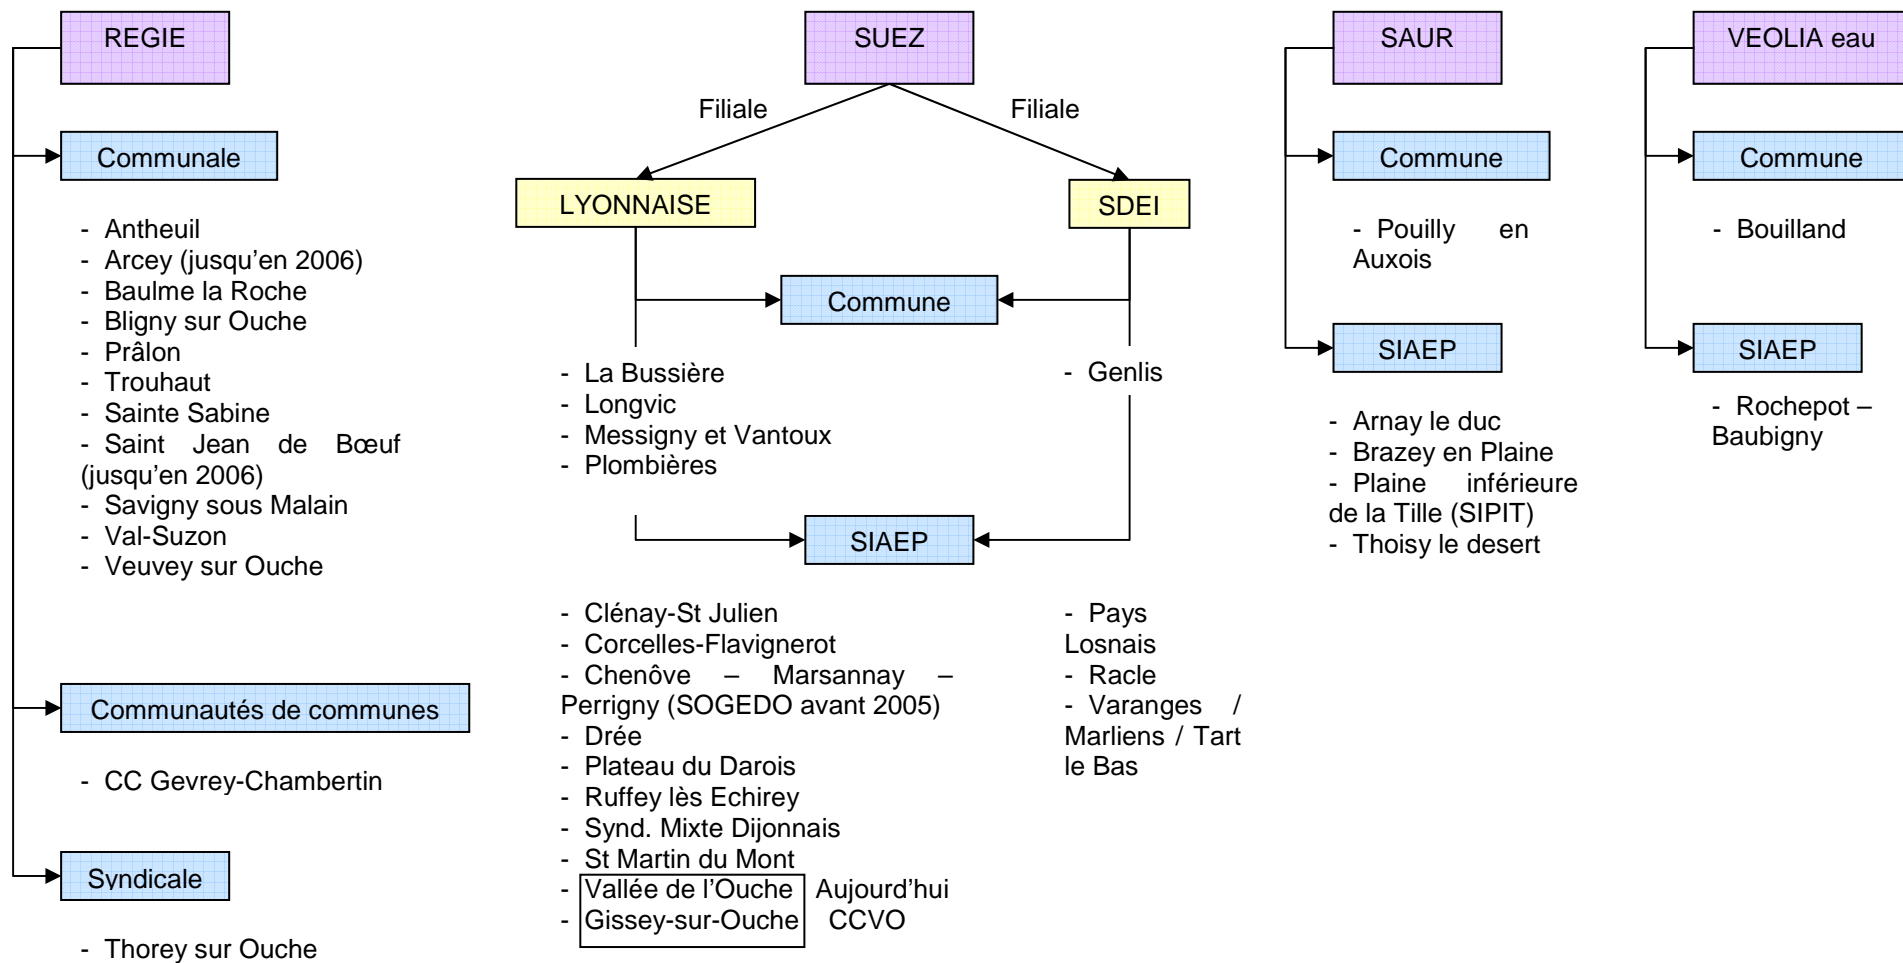 REGIE
Communale
- Antheuil
- Arcey (jusqu'en 2006)
- Baulme la Roche
- Bligny sur Ouche
- Prâlon
- Trouhaut
- Sainte Sabine
- Saint Jean de Bœuf
(jusqu'en 2006)
- Savigny sous Malain
- Val-Suzon
- Veuvey sur Ouche
Communautés de communes
- CC Gevrey-Chambertin
Syndicale
- Thorey sur Ouche
SUEZ
Filiale
Filiale
LYONNAISE
SDEI
Commune
- La Bussière
- Longvic
- Messigny et Vantoux
- Plombières
- Genlis
SIAEP
- Clénay-St Julien
- Corcelles-Flavignerot
- Chenôve – Marsannay –
Perrigny (SOGEDO avant 2005)
- Drée
- Plateau du Darois
- Ruffey lès Echirey
- Synd. Mixte Dijonnais
- St Martin du Mont
- Vallée de l'Ouche Aujourd'hui
- Gissey-sur-Ouche CCVO
- Pays
Losnais
- Racle
- Varanges /
Marliens / Tart
le Bas
SAUR
Commune
- Pouilly en
Auxois
SIAEP
- Arnay le duc
- Brazey en Plaine
- Plaine inférieure
de la Tille (SIPIT)
- Thoisy le desert
VEOLIA eau
Commune
- Bouilland
SIAEP
- Rochepot –
Baubigny